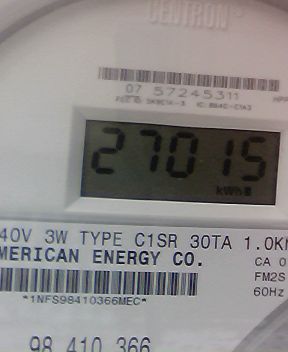 CENTRON
07 57245311
27015
kWh
40V 3W TYPE C1SR 30TA 1.0K
MERICAN ENERGY CO.
CA 0
FM2S
60Hz
*1NFS98410366MEC*
98 410 366